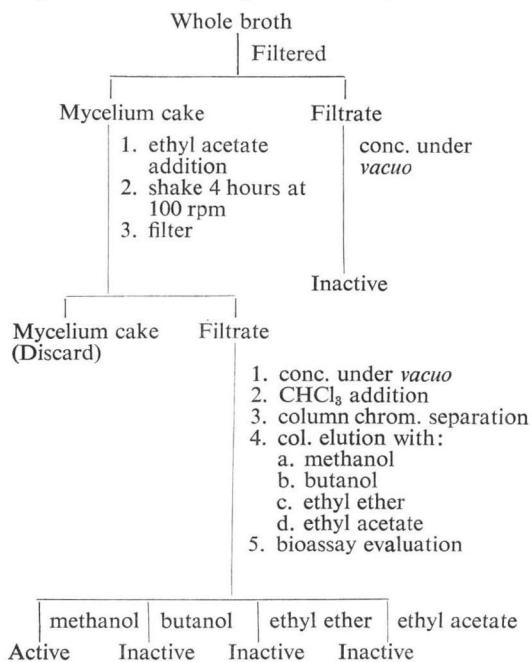 Whole broth
Filtered
Mycelium cake
Filtrate
1. ethyl acetate
addition
2. shake 4 hours at
100 rpm
3. filter
conc. under
vacuo
Inactive
Mycelium cake
(Discard)
Filtrate
1. conc. under vacuo
2. CHCl₃ addition
3. column chrom. separation
4. col. elution with:
a. methanol
b. butanol
c. ethyl ether
d. ethyl acetate
5. bioassay evaluation
methanol butanol ethyl ether ethyl acetate
Active Inactive Inactive Inactive